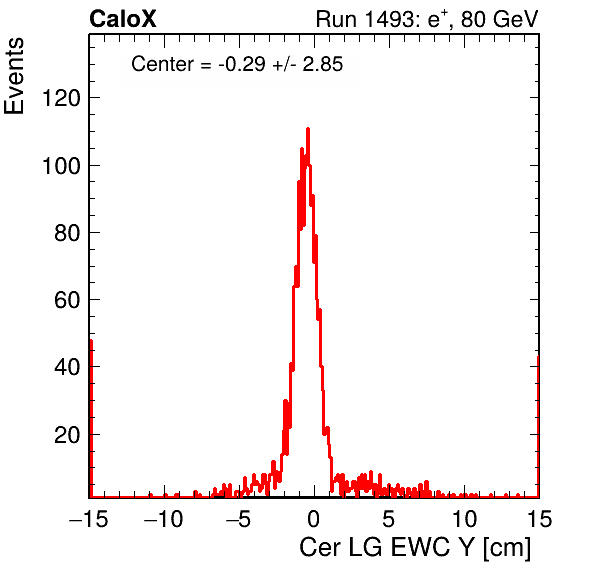 CaloX Run 1493: e⁺, 80 GeV
Center = -0.29 +/- 2.85
Events
120
100
80
60
40
20
−15 −10 −5 0 5 10 15
Cer LG EWC Y [cm]